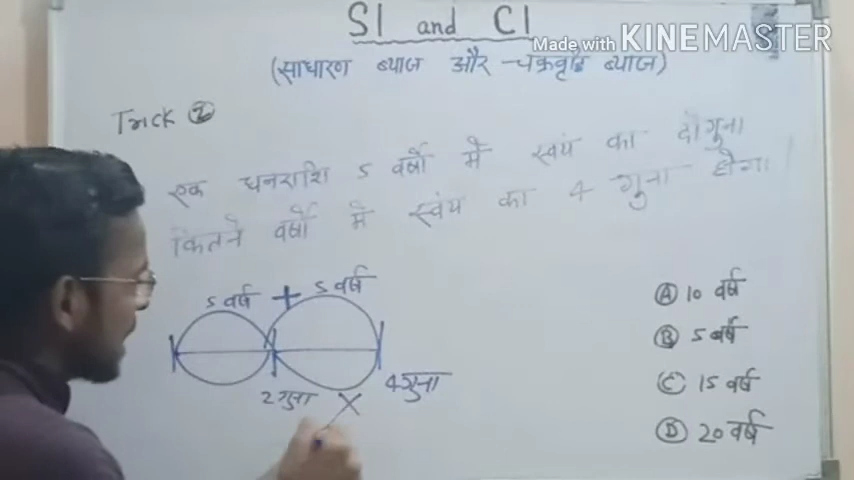 SI and CI
Made with KINEMASTER
(साधारण ब्याज और चक्रवृद्धि ब्याज)
Trick 2
एक धनराशि 5 वर्षो में स्वयं का दोगुना
कितने वर्षो मे स्वंय का 4 गुना होगा।
5 वर्ष + 5 वर्ष
2 गुना × 4 गुना
(A) 10 वर्ष
(B) 5 वर्ष
(C) 15 वर्ष
(D) 20 वर्ष